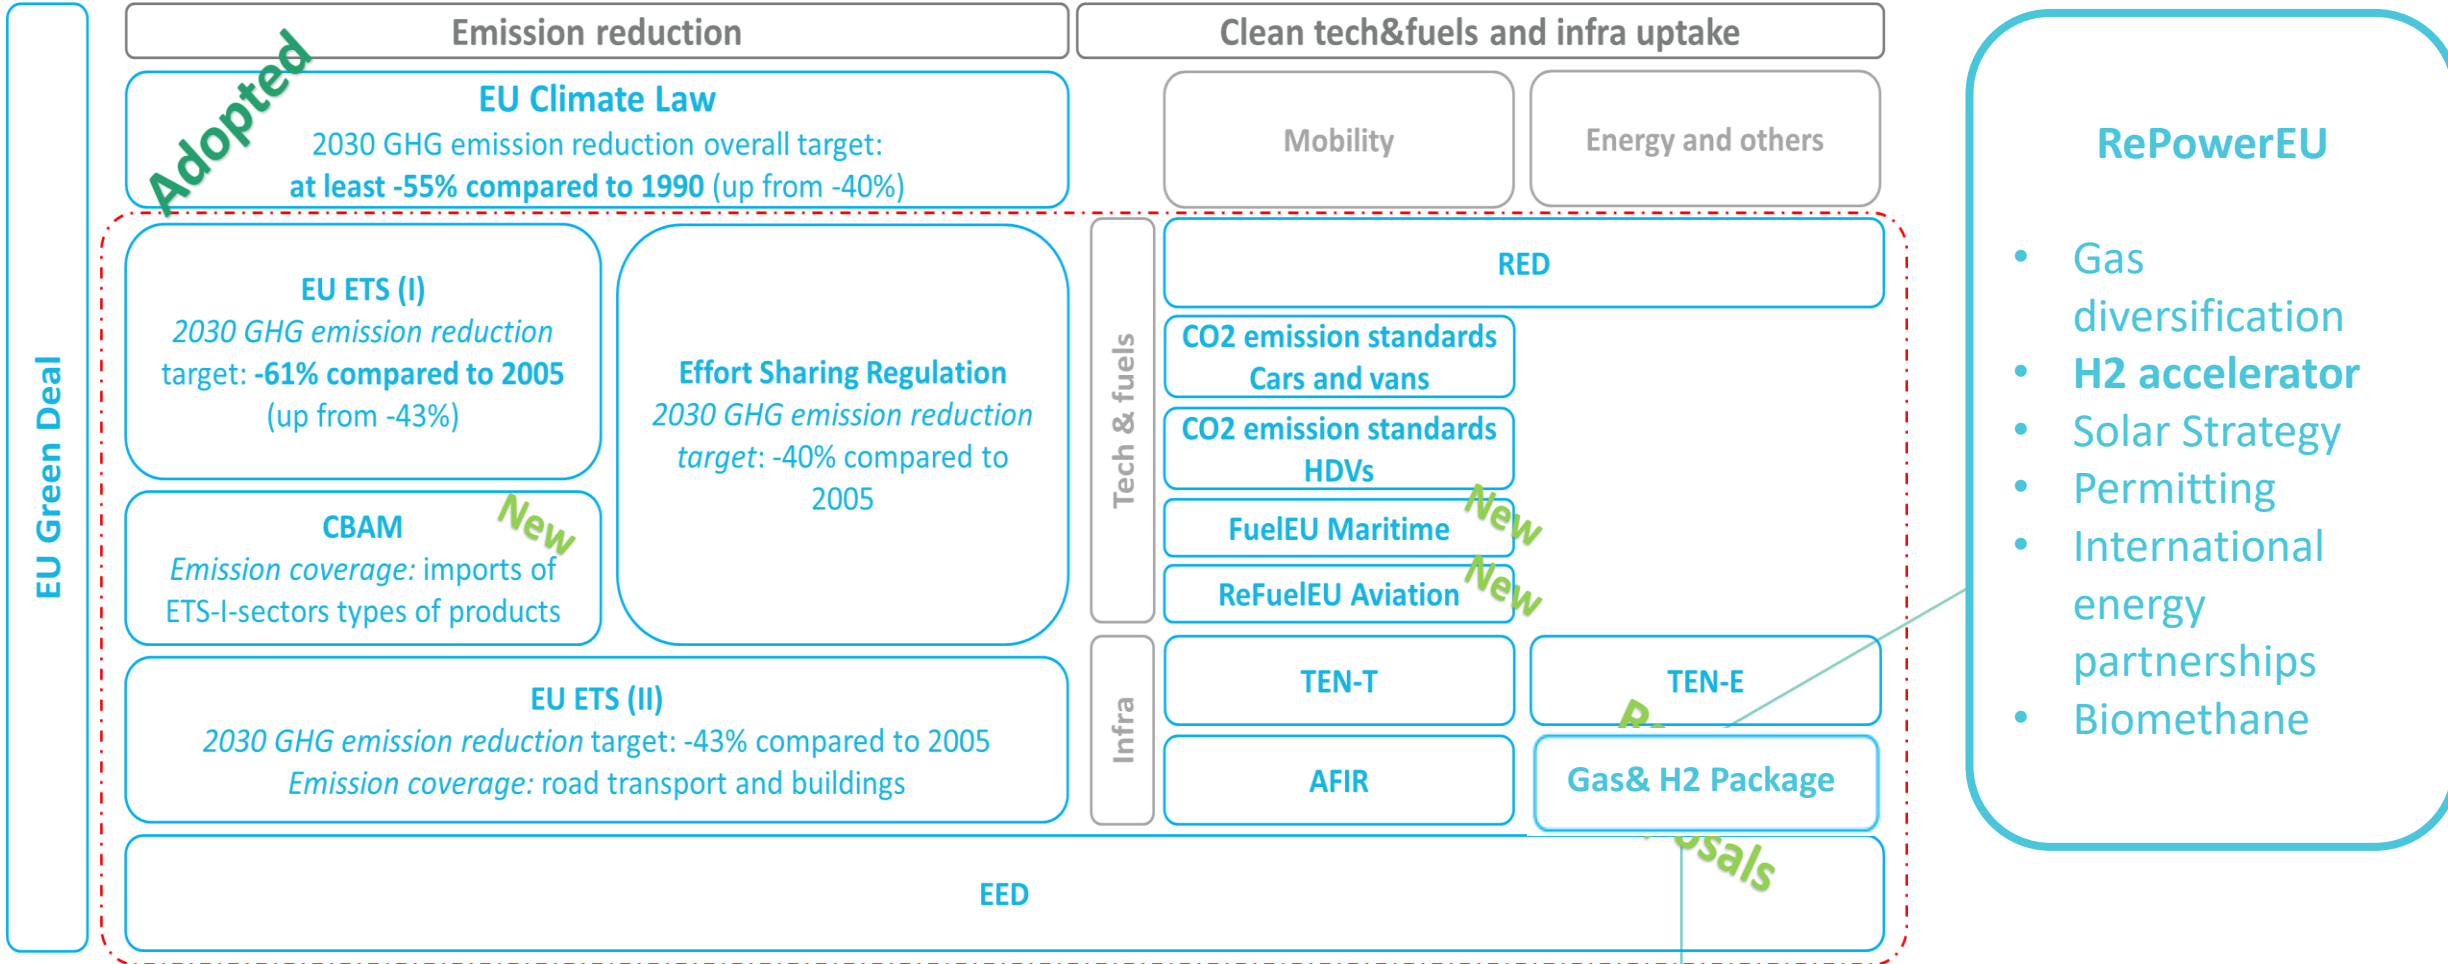 EU Green Deal
Emission reduction
Clean tech&fuels and infra uptake
Adopted
EU Climate Law
2030 GHG emission reduction overall target:
at least -55% compared to 1990 (up from -40%)
Mobility
Energy and others
EU ETS (I)
2030 GHG emission reduction
target: -61% compared to 2005
(up from -43%)
Effort Sharing Regulation
2030 GHG emission reduction
target: -40% compared to
2005
CBAM
New
Emission coverage: imports of
ETS-I-sectors types of products
EU ETS (II)
2030 GHG emission reduction target: -43% compared to 2005
Emission coverage: road transport and buildings
Tech & fuels
RED
CO2 emission standards
Cars and vans
CO2 emission standards
HDVs
FuelEU Maritime
New
ReFuelEU Aviation
New
Infra
TEN-T
TEN-E
AFIR
Gas& H2 Package
EED
RePowerEU
• Gas
diversification
• H2 accelerator
• Solar Strategy
• Permitting
• International
energy
partnerships
• Biomethane